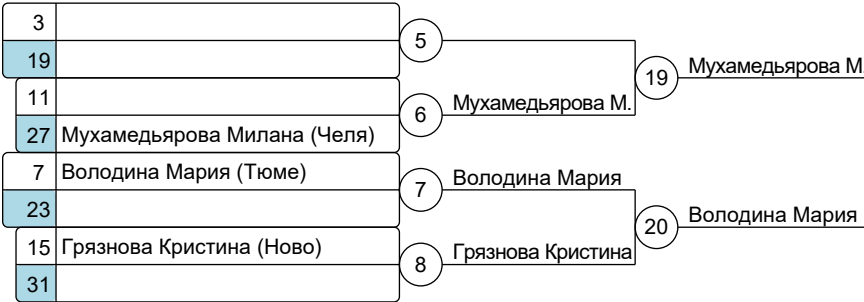 3
19
5
11
27 Мухамедьярова Милана (Челя)
6 Мухамедьярова М.
19 Мухамедьярова М.
7 Володина Мария (Тюме)
23
7 Володина Мария
15 Грязнова Кристина (Ново)
31
8 Грязнова Кристина
20 Володина Мария